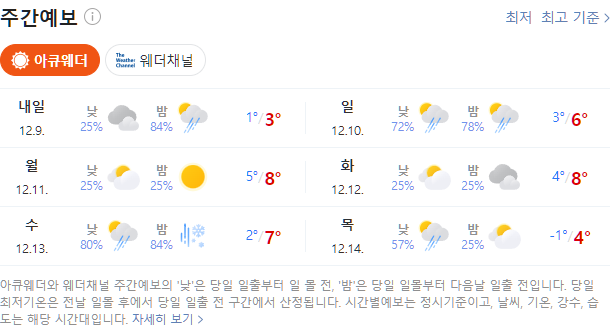 주간예보
최저 최고 기준 >
아큐웨더
The Weather Channel 웨더채널
내일 12.9. 낮 25% 밤 84% 1°/3°
일 12.10. 낮 72% 밤 78% 3°/6°
월 12.11. 낮 25% 밤 25% 5°/8°
화 12.12. 낮 25% 밤 25% 4°/8°
수 12.13. 낮 80% 밤 84% 2°/7°
목 12.14. 낮 57% 밤 25% -1°/4°
아큐웨더와 웨더채널 주간예보의 '낮'은 당일 일출부터 일 몰 전, '밤'은 당일 일몰부터 다음날 일출 전입니다. 당일
최저기온은 전날 일몰 후에서 당일 일출 전 구간에서 산정됩니다. 시간별예보는 정시기준이고, 날씨, 기온, 강수, 습
도는 해당 시간대입니다. 자세히 보기 >